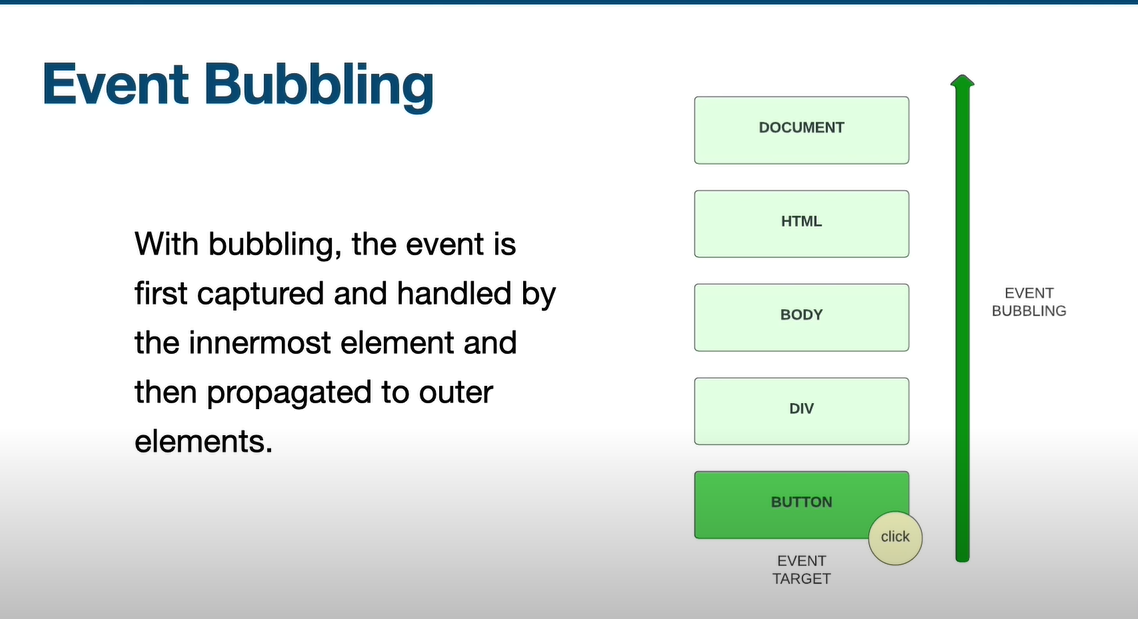 Event Bubbling
With bubbling, the event is
first captured and handled by
the innermost element and
then propagated to outer
elements.
DOCUMENT
HTML
BODY
DIV
BUTTON
click
EVENT
TARGET
EVENT
BUBBLING